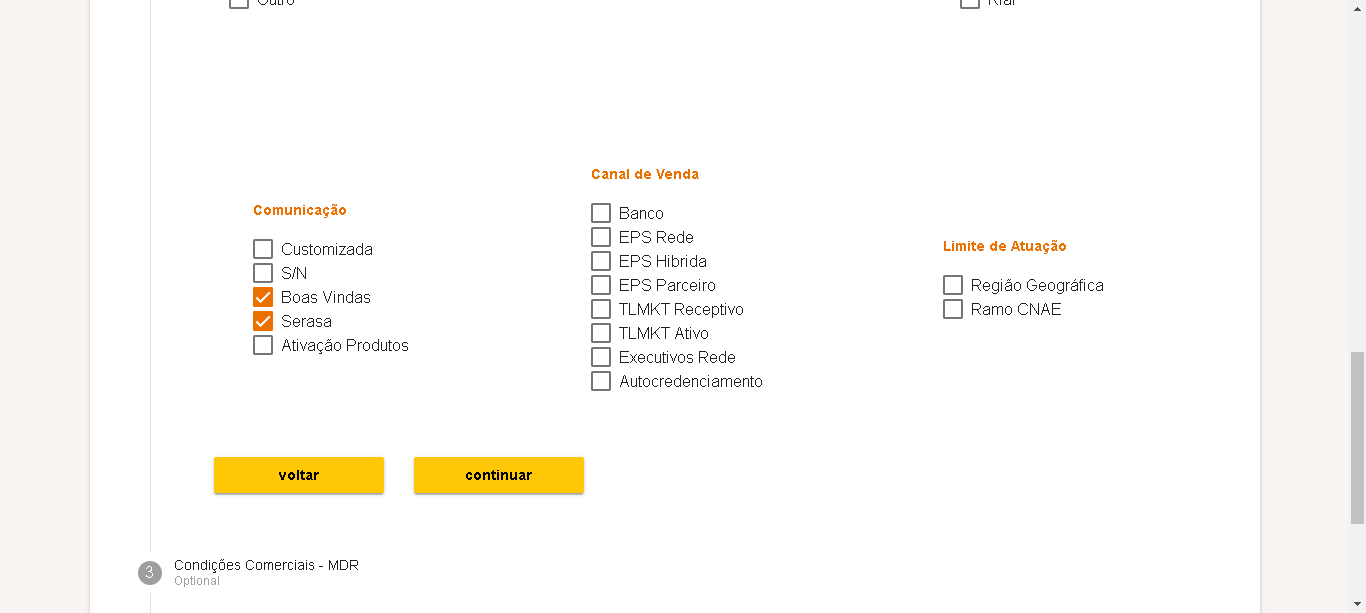 Outro
Comunicação
Customizada
S/N
Boas Vindas
Serasa
Ativação Produtos
Canal de Venda
Banco
EPS Rede
EPS Hibrida
EPS Parceiro
TLMKT Receptivo
TLMKT Ativo
Executivos Rede
Autocredenciamento
Limite de Atuação
Região Geográfica
Ramo CNAE
voltar
continuar
3
Condições Comerciais - MDR
Optional